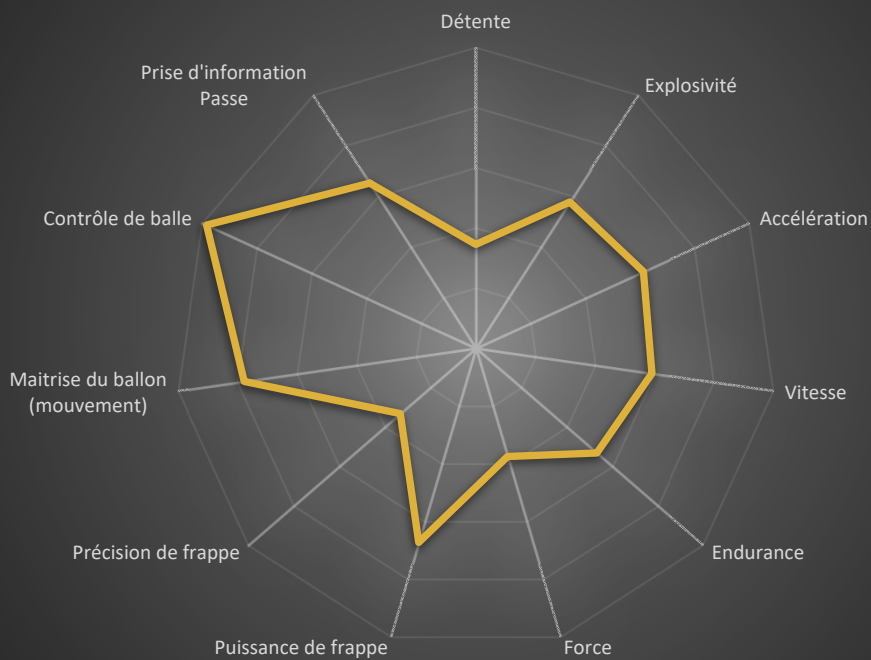 Détente
Explosivité
Accélération
Vitesse
Endurance
Force
Puissance de frappe
Précision de frappe
Maitrise du ballon
(mouvement)
Contrôle de balle
Prise d'information
Passe